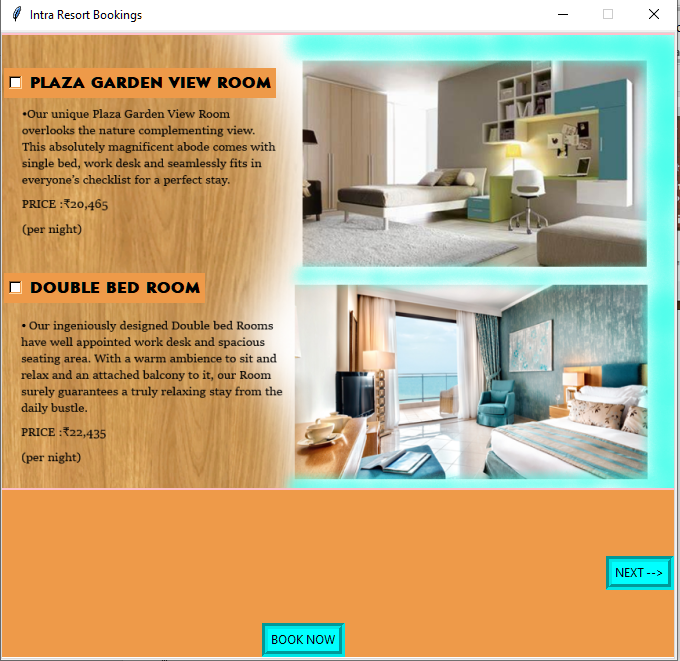 Intra Resort Bookings
PLAZA GARDEN VIEW ROOM
•Our unique Plaza Garden View Room
overlooks the nature complementing view.
This absolutely magnificent abode comes with
single bed, work desk and seamlessly fits in
everyone's checklist for a perfect stay.
PRICE :₹20,465
(per night)
DOUBLE BED ROOM
• Our ingeniously designed Double bed Rooms
have well appointed work desk and spacious
seating area. With a warm ambience to sit and
relax and an attached balcony to it, our Room
surely guarantees a truly relaxing stay from the
daily bustle.
PRICE :₹22,435
(per night)
NEXT -->
BOOK NOW